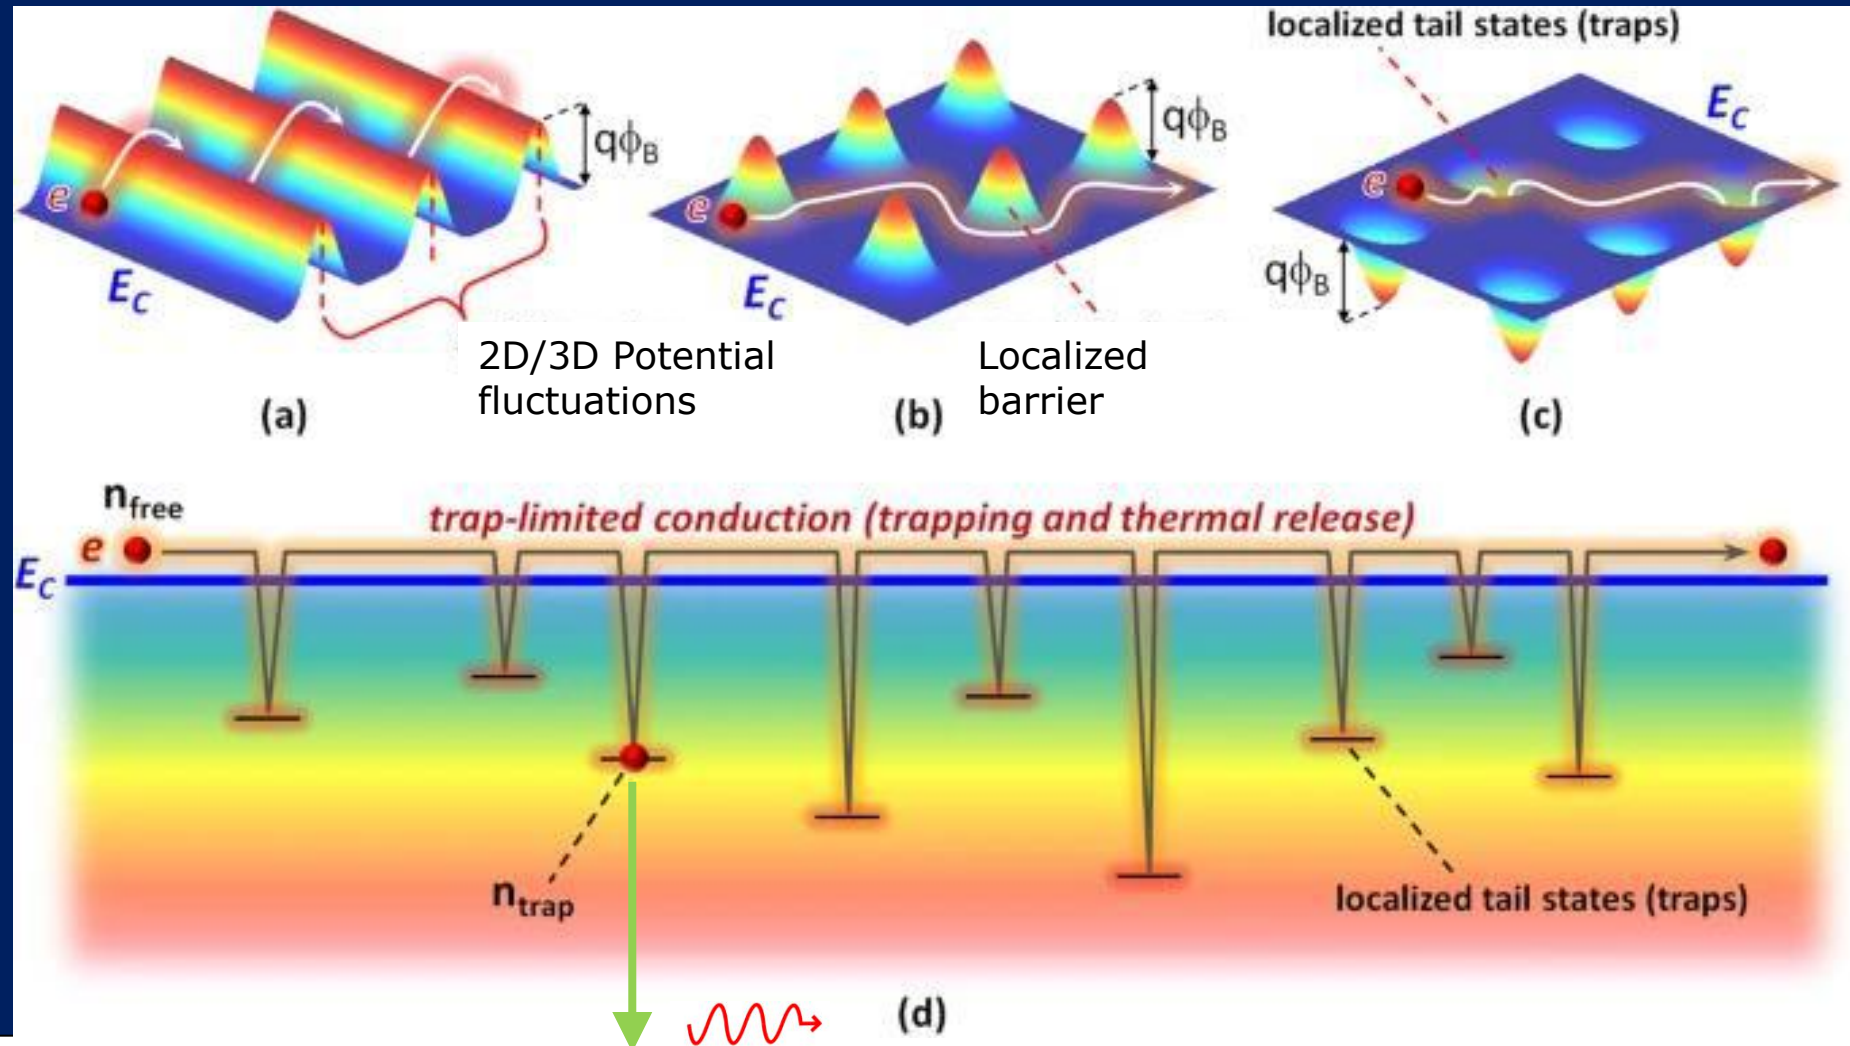 localized tail states (traps)
qϕB
qϕB
EC
e
e
e
qϕB
EC
EC
2D/3D Potential
fluctuations
Localized
barrier
(a)
(b)
(c)
nfree
trap-limited conduction (trapping and thermal release)
e
EC
ntrap
localized tail states (traps)
(d)